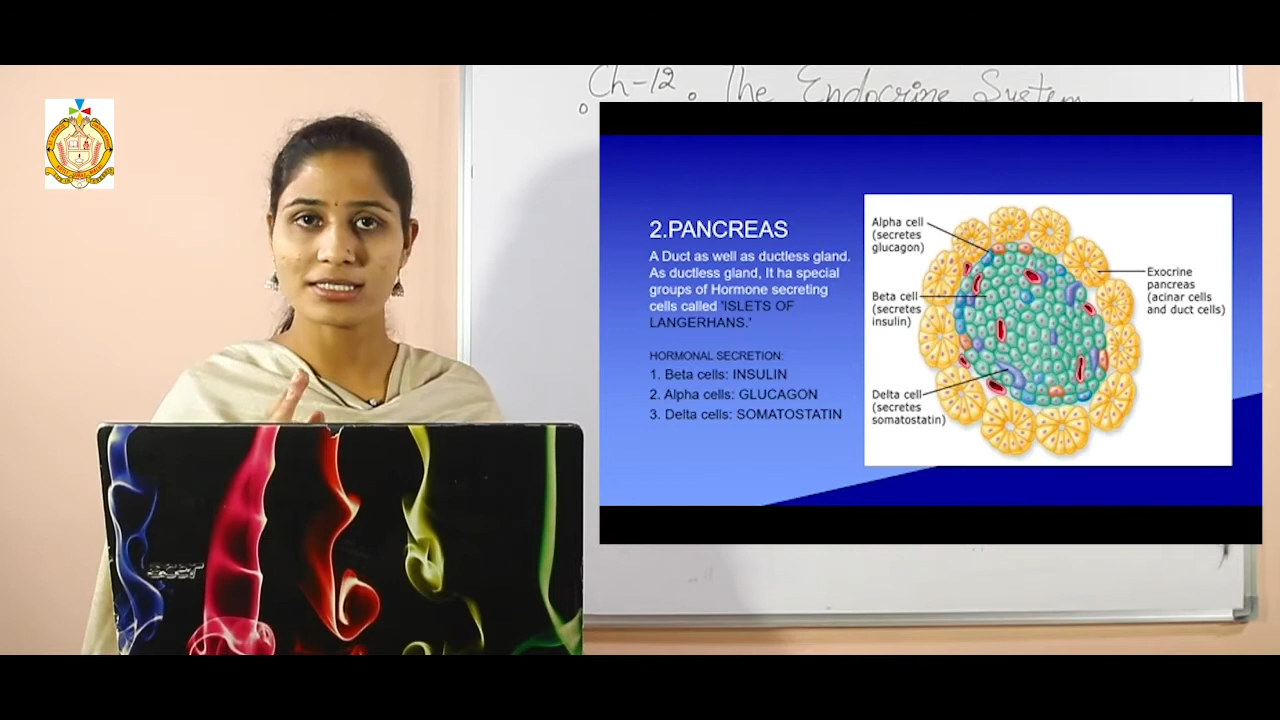 Ch-12. The Endocrine System
2.PANCREAS
A Duct as well as ductless gland.
As ductless gland, It ha special
groups of Hormone secreting
cells called 'ISLETS OF
LANGERHANS.'
HORMONAL SECRETION:
1. Beta cells: INSULIN
2. Alpha cells: GLUCAGON
3. Delta cells: SOMATOSTATIN
Alpha cell
(secretes
glucagon)
Beta cell
(secretes
insulin)
Delta cell
(secretes
somatostatin)
Exocrine
pancreas
(acinar cells
and duct cells)
acer